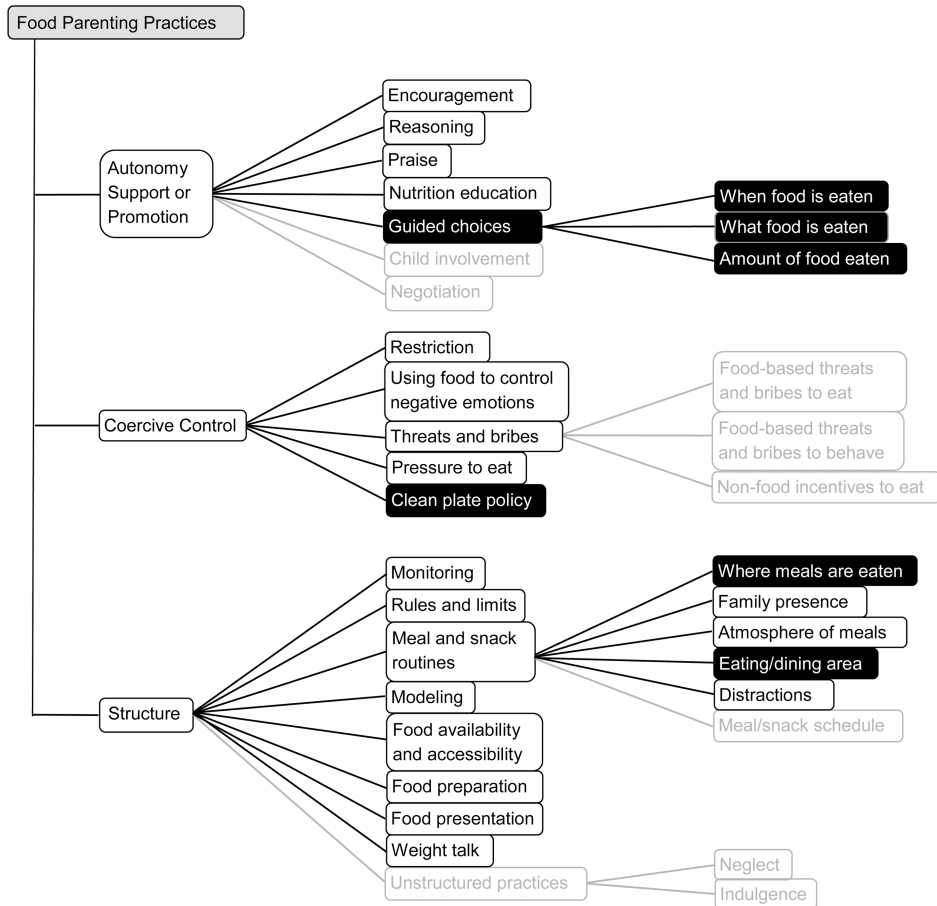 Food Parenting Practices
Autonomy
Support or
Promotion
Encouragement
Reasoning
Praise
Nutrition education
Guided choices
Child involvement
Negotiation
When food is eaten
What food is eaten
Amount of food eaten
Coercive Control
Restriction
Using food to control
negative emotions
Threats and bribes
Pressure to eat
Clean plate policy
Food-based threats
and bribes to eat
Food-based threats
and bribes to behave
Non-food incentives to eat
Structure
Monitoring
Rules and limits
Meal and snack
routines
Modeling
Food availability
and accessibility
Food preparation
Food presentation
Weight talk
Unstructured practices
Where meals are eaten
Family presence
Atmosphere of meals
Eating/dining area
Distractions
Meal/snack schedule
Neglect
Indulgence